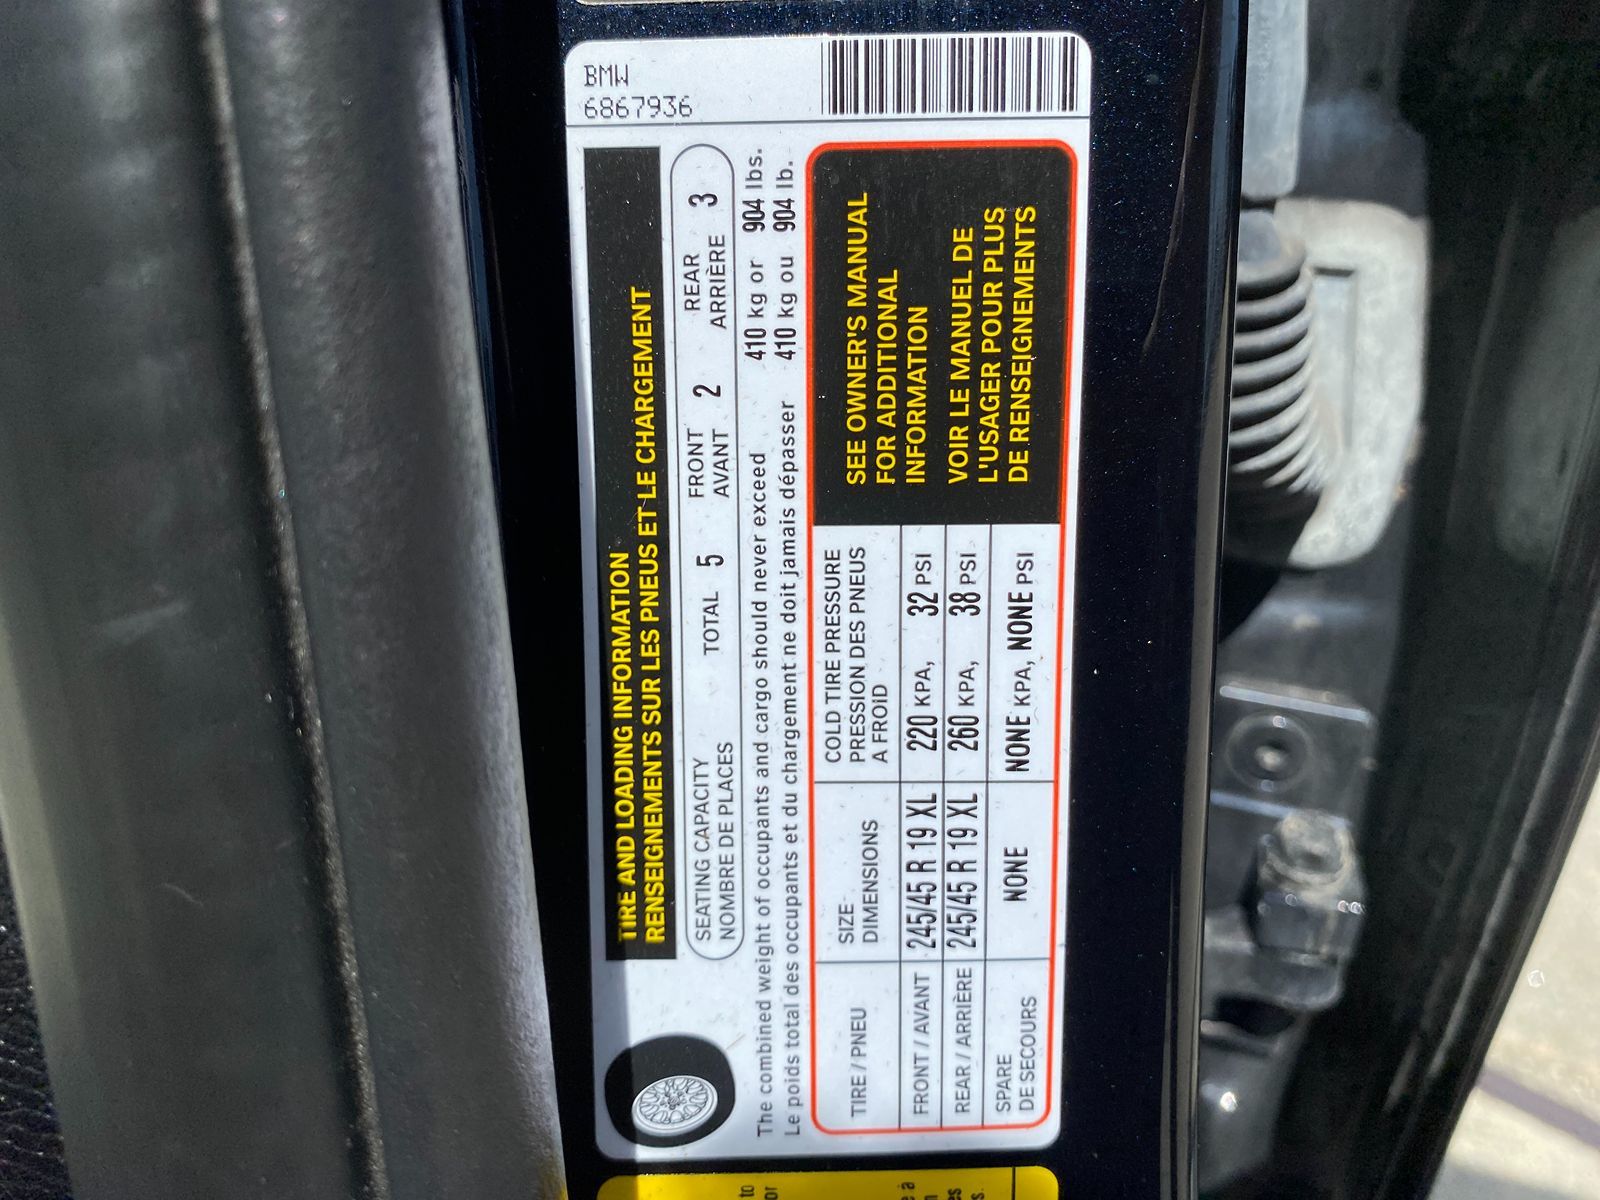 BMW
6867936
TIRE AND LOADING INFORMATION
RENSEIGNEMENTS SUR LES PNEUS ET LE CHARGEMENT
SEATING CAPACITY
NOMBRE DE PLACES
TOTAL 5
FRONT
AVANT 2
REAR
ARRIÈRE 3
The combined weight of occupants and cargo should never exceed 410 kg or 904 lbs.
Le poids total des occupants et du chargement ne doit jamais dépasser 410 kg ou 904 lb.
TIRE / PNEU
SIZE
DIMENSIONS
COLD TIRE PRESSURE
PRESSION DES PNEUS
A FROID
FRONT / AVANT 245/45 R 19 XL 220 KPA, 32 PSI
REAR / ARRIÈRE 245/45 R 19 XL 260 KPA, 38 PSI
SPARE
DE SECOURS
NONE NONE KPA, NONE PSI
SEE OWNER'S MANUAL
FOR ADDITIONAL
INFORMATION
VOIR LE MANUEL DE
L'USAGER POUR PLUS
DE RENSEIGNEMENTS
to
or